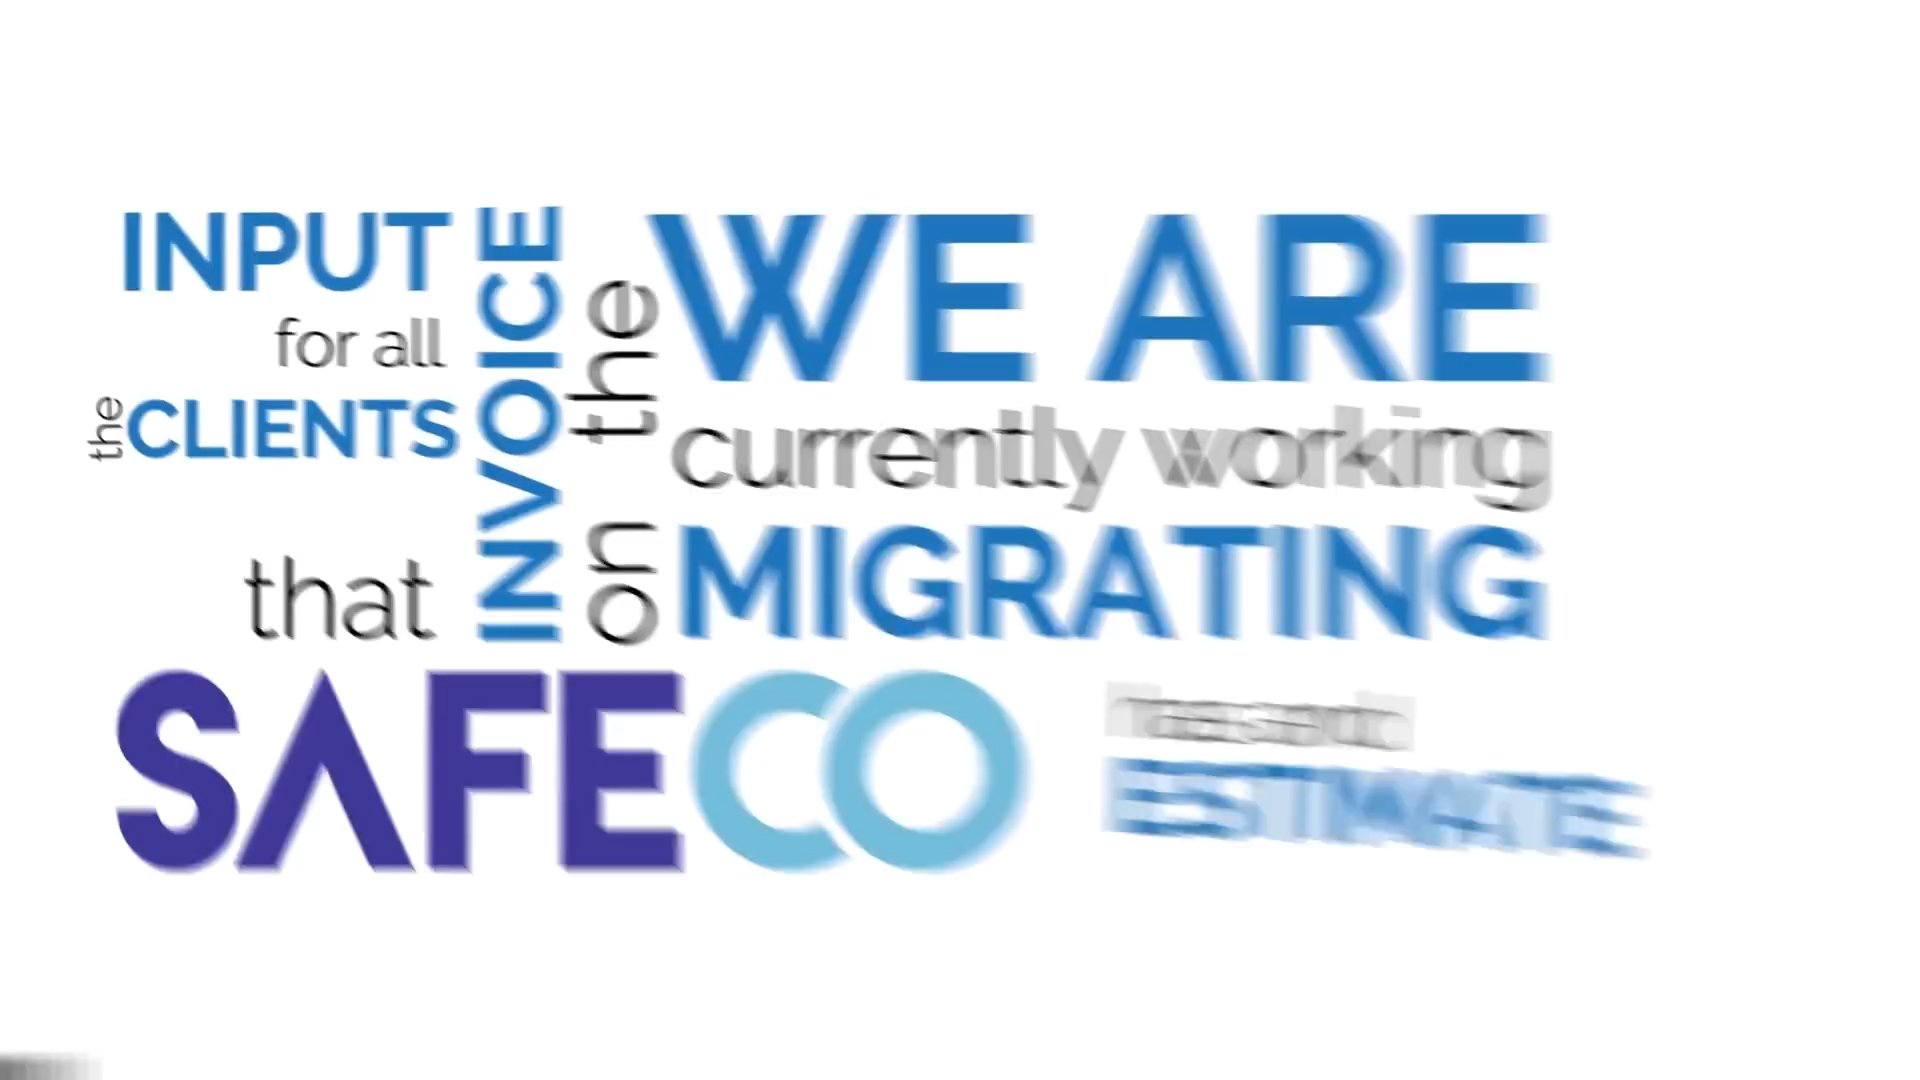 INPUT
for all
the CLIENTS
that
INVOICE
on the
WE ARE
currently working
MIGRATING
SAFECO
ESTIMATE